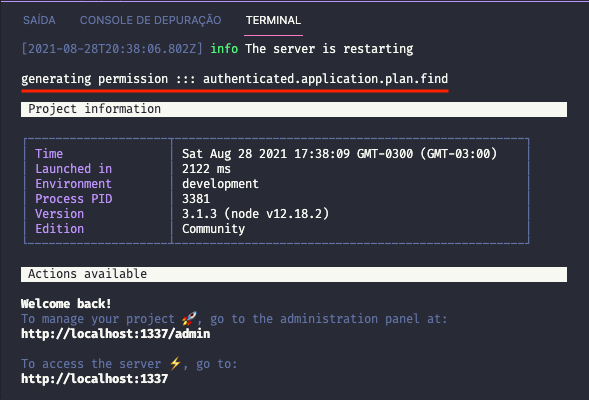 SAÍDA CONSOLE DE DEPURAÇÃO TERMINAL
[2021-08-28T20:38:06.802Z] info The server is restarting
generating permission ::: authenticated.application.plan.find
Project information
Time Sat Aug 28 2021 17:38:09 GMT-0300 (GMT-03:00)
Launched in 2122 ms
Environment development
Process PID 3381
Version 3.1.3 (node v12.18.2)
Edition Community
Actions available
Welcome back!
To manage your project 🚀, go to the administration panel at:
http://localhost:1337/admin
To access the server ⚡, go to:
http://localhost:1337